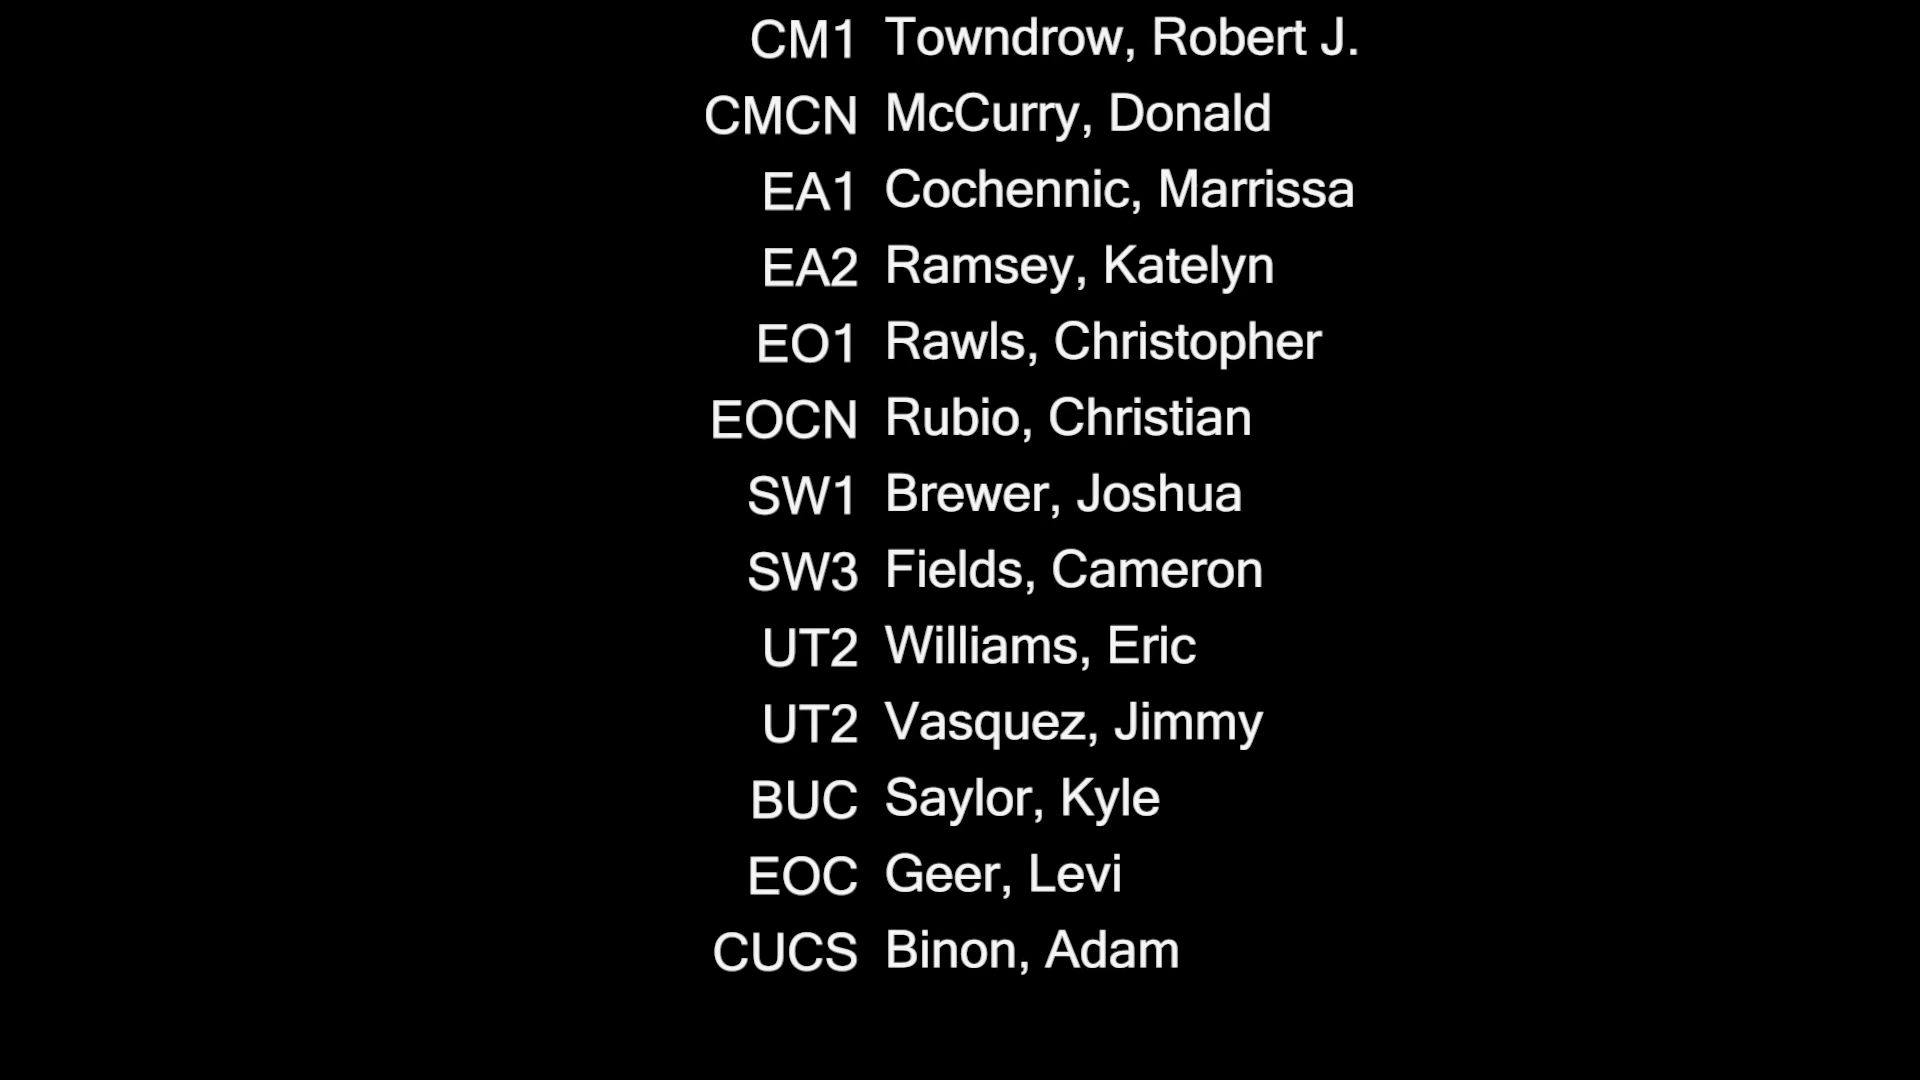 CM1 Towndrow, Robert J.
CMCN McCurry, Donald
EA1 Cochennic, Marrissa
EA2 Ramsey, Katelyn
EO1 Rawls, Christopher
EOCN Rubio, Christian
SW1 Brewer, Joshua
SW3 Fields, Cameron
UT2 Williams, Eric
UT2 Vasquez, Jimmy
BUC Saylor, Kyle
EOC Geer, Levi
CUCS Binon, Adam